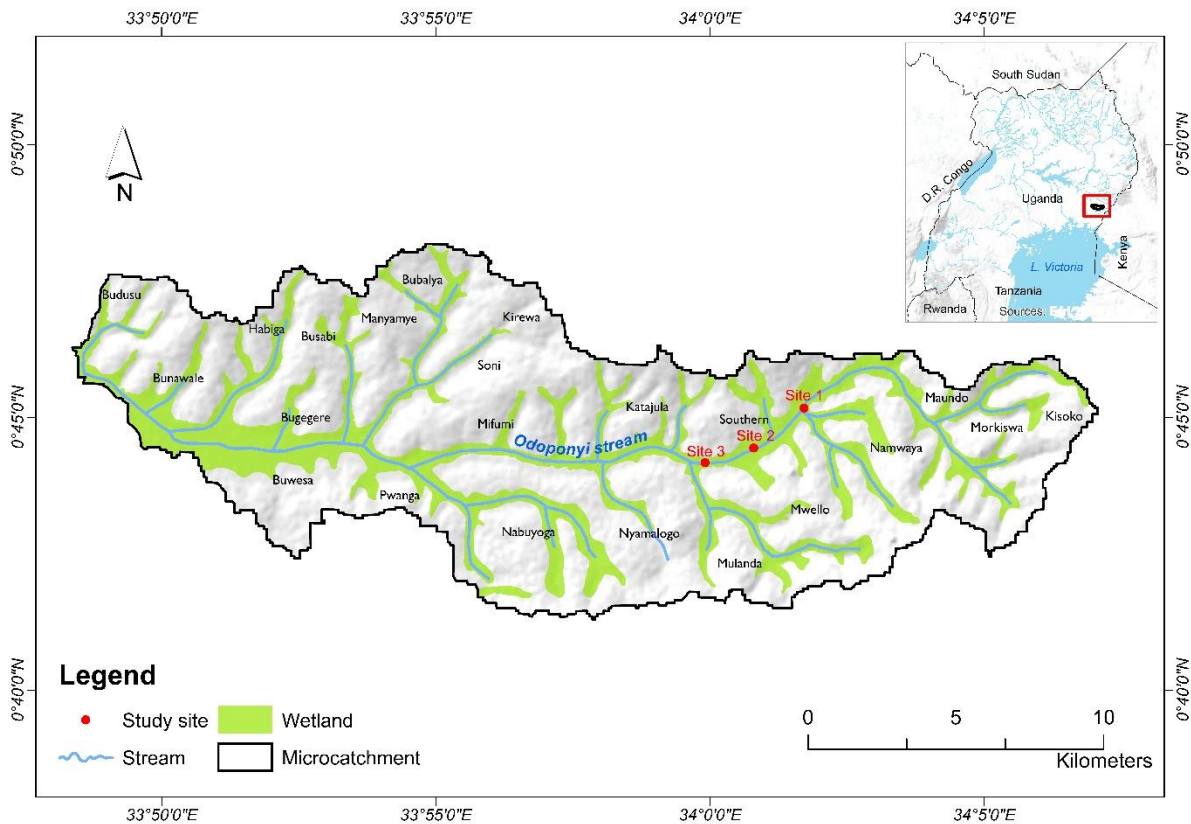 33°50'0"E 33°55'0"E 34°0'0"E 34°5'0"E
0°50'0"N
0°45'0"N
0°40'0"N
N
South Sudan
D.R. Congo
Uganda
Kenya
L. Victoria
Tanzania
Rwanda
Sources:
Budusu
Bubalya
Habiga
Manyamye
Kirewa
Busabi
Bunawale
Soni
Bugegere
Mifumi
Katajula
Southern
Site 1
Maundo
Kisoko
Morkiswa
Odoponyi stream
Site 2
Site 3
Namwaya
Buwesa
Pwanga
Nabuyoga
Nyamalogo
Mwello
Mulanda
Legend
Study site
Wetland
Stream
Microcatchment
0 5 10
Kilometers
0°50'0"N
0°45'0"N
0°40'0"N
33°50'0"E 33°55'0"E 34°0'0"E 34°5'0"E